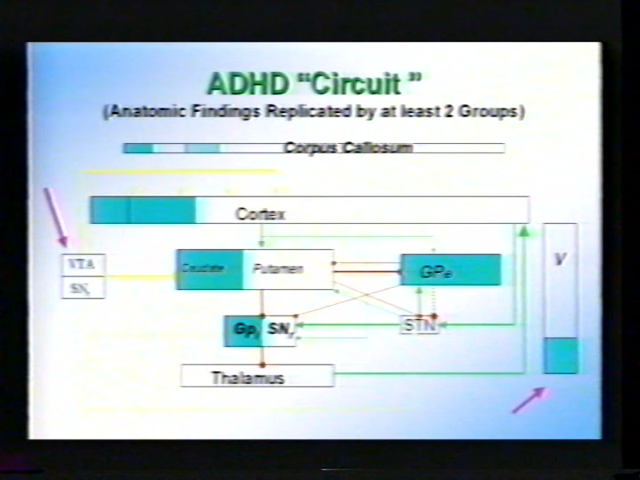 ADHD “Circuit ”
(Anatomic Findings Replicated by at least 2 Groups)
Corpus Callosum
Cortex
VTA
SNc
Caudate
Putamen
GPe
V
Gpi
SNr
STN
Thalamus